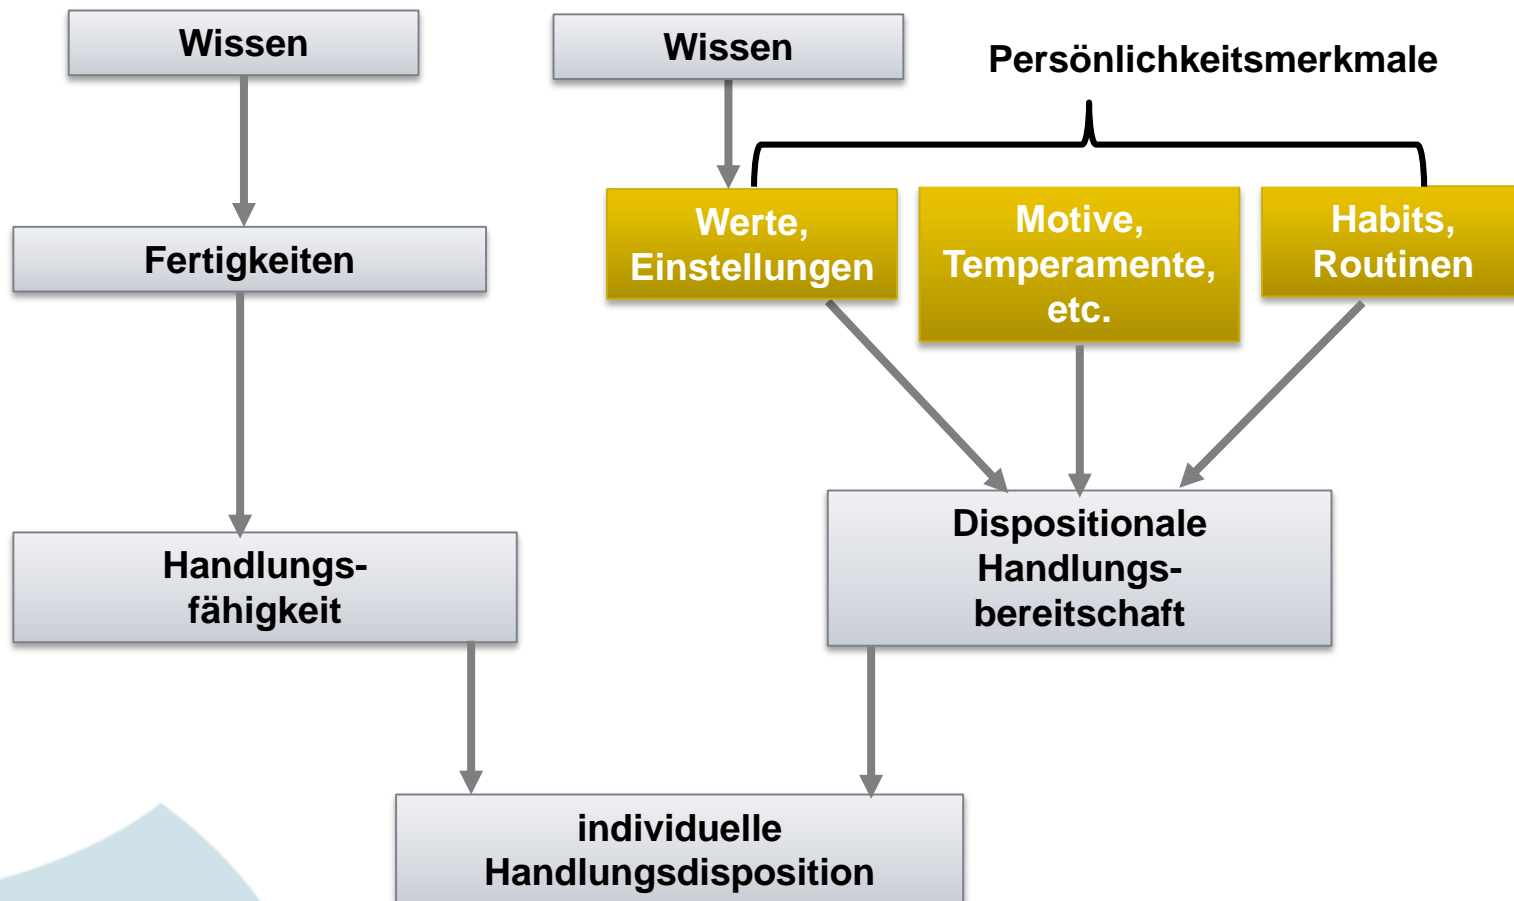 Wissen
Wissen
Persönlichkeitsmerkmale
Fertigkeiten
Werte,
Einstellungen
Motive,
Temperamente,
etc.
Habits,
Routinen
Handlungs-
fähigkeit
Dispositionale
Handlungs-
bereitschaft
individuelle
Handlungsdisposition